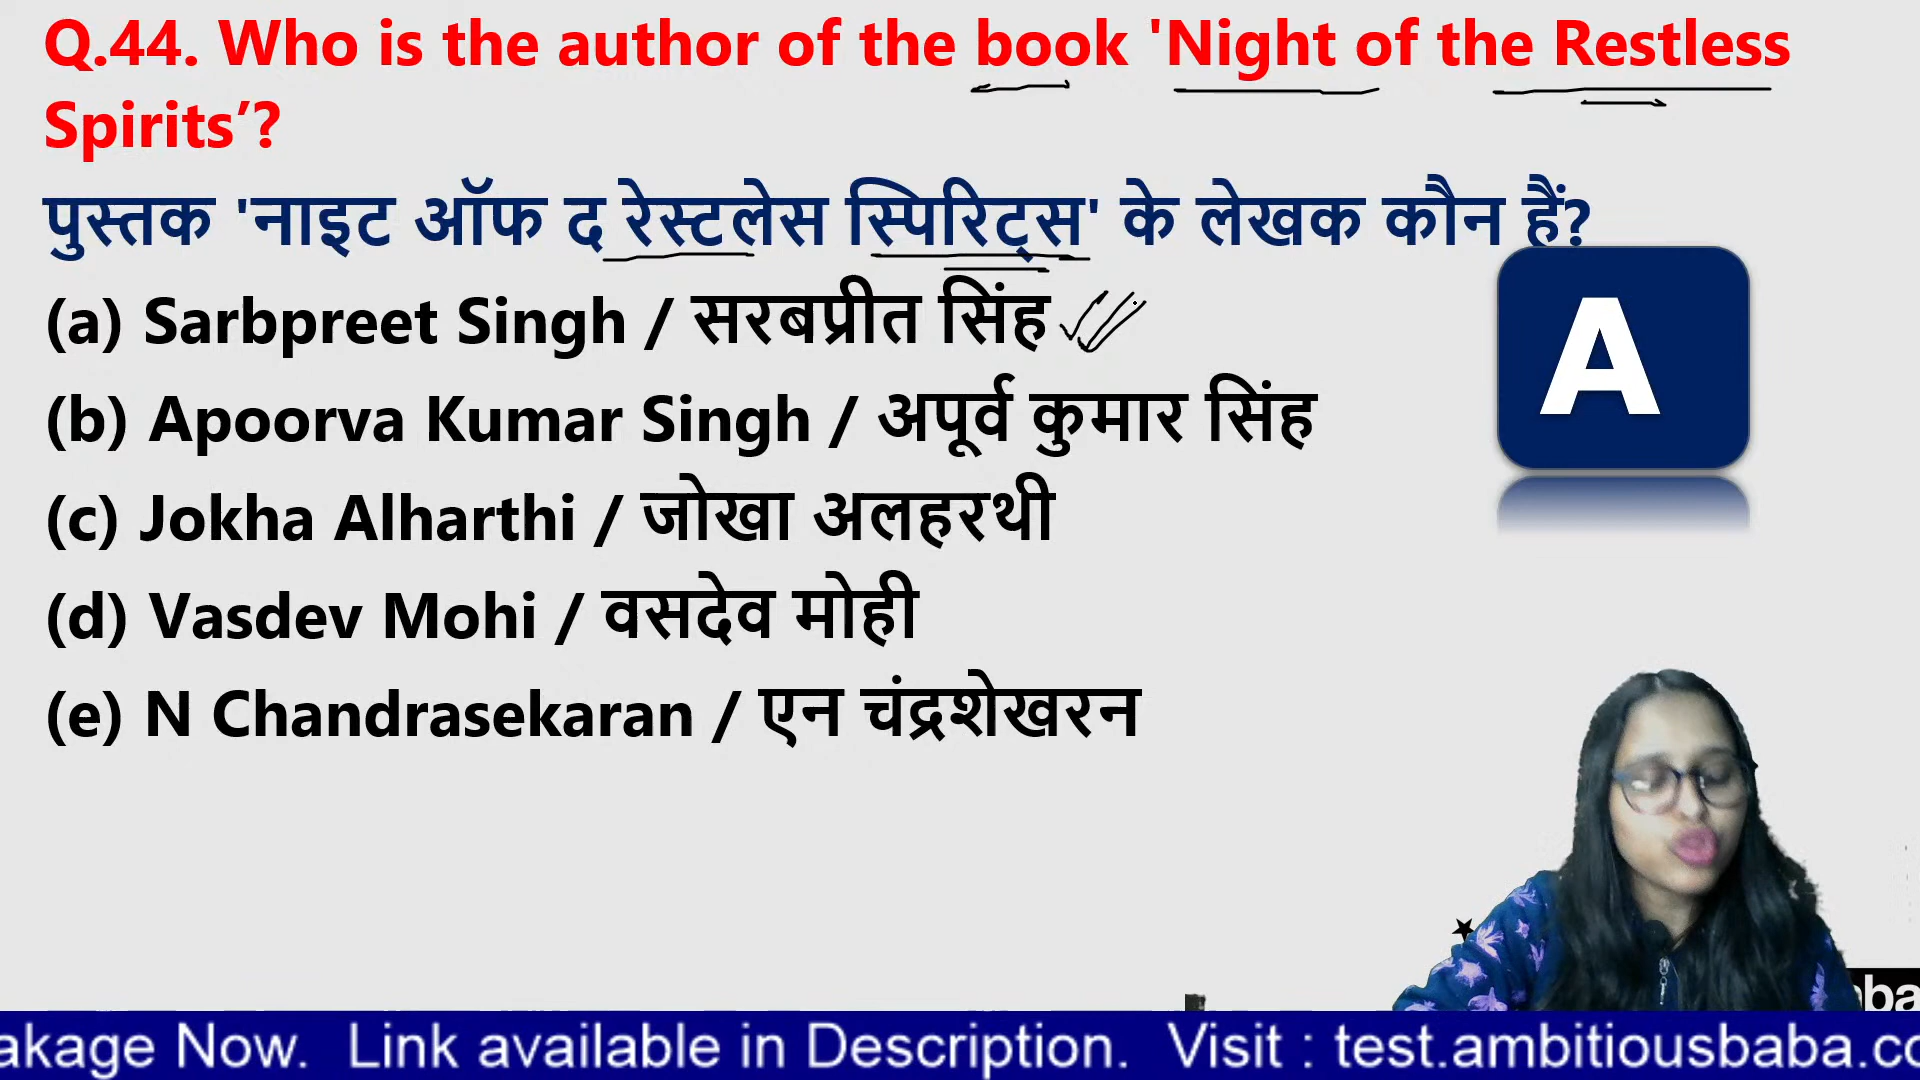 Q.44. Who is the author of the book 'Night of the Restless
Spirits’?
पुस्तक 'नाइट ऑफ द रेस्टलेस स्पिरिट्स' के लेखक कौन हैं?
(a) Sarbpreet Singh / सरबप्रीत सिंह
A
(b) Apoorva Kumar Singh / अपूर्व कुमार सिंह
(c) Jokha Alharthi / जोखा अलहरथी
(d) Vasdev Mohi / वसदेव मोही
(e) N Chandrasekaran / एन चंद्रशेखरन
ba
akage Now. Link available in Description. Visit : test.ambitiousbaba.co